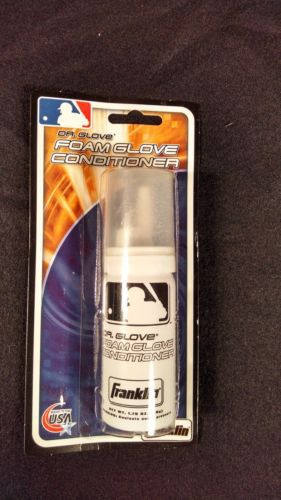 DR. GLOVE®
FOAM GLOVE
CONDITIONER
DR. GLOVE®
FOAM GLOVE
CONDITIONER
Franklin
USA